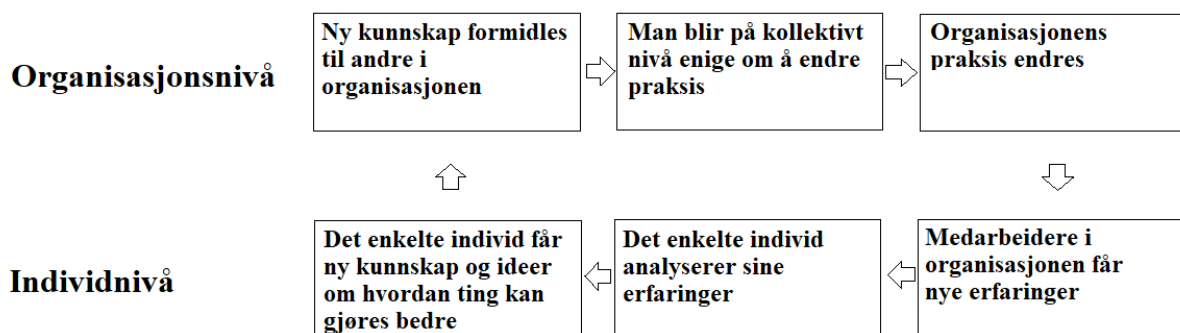 Organisasjonsnivå
Ny kunnskap formidles
til andre i
organisasjonen
Man blir på kollektivt
nivå enige om å endre
praksis
Organisasjonens
praksis endres
Individnivå
Det enkelte individ får
ny kunnskap og ideer
om hvordan ting kan
gjøres bedre
Det enkelte individ
analyserer sine
erfaringer
Medarbeidere i
organisasjonen får
nye erfaringer